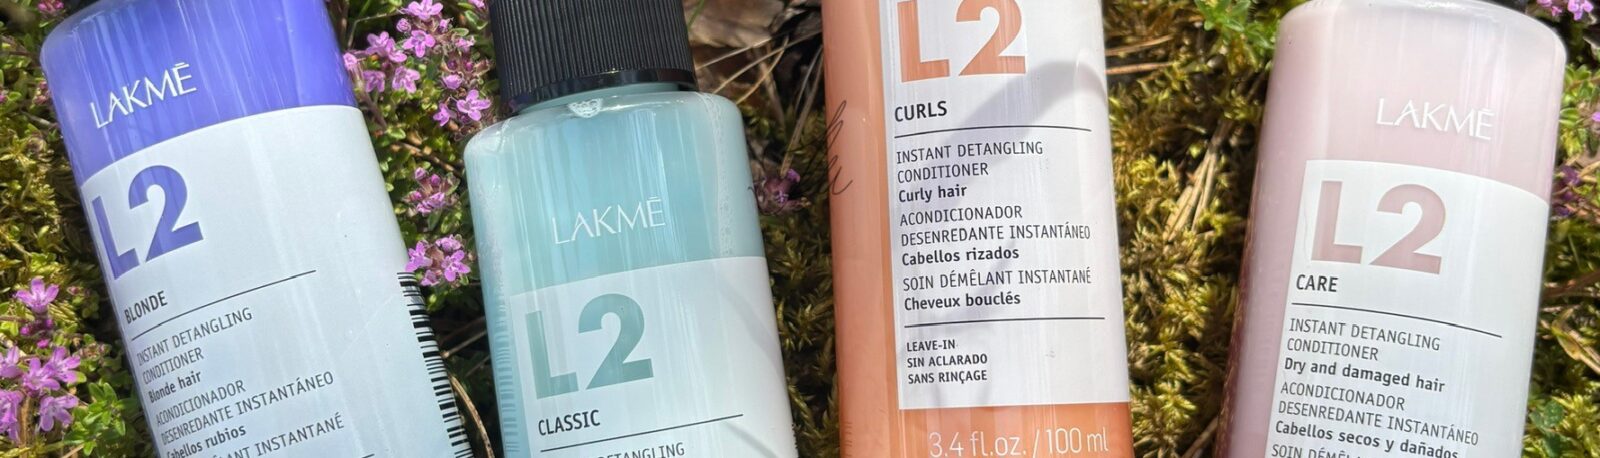 LAKMĒ
L2
BLONDE
INSTANT DETANGLING
CONDITIONER
Blonde hair
ACONDICIONADOR
DESENREDANTE INSTANTÁNEO
Cabellos rubios
INSTANTANÉ
LAKMĒ
L2
CLASSIC
DETANGLING
L2
CURLS
INSTANT DETANGLING
CONDITIONER
Curly hair
ACONDICIONADOR
DESENREDANTE INSTANTÁNEO
Cabellos rizados
SOIN DÉMÊLANT INSTANTANÉ
Cheveux bouclés
LEAVE-IN
SIN ACLARADO
SANS RINÇAGE
3.4 fl.oz. / 100 ml
LAKMĒ
L2
CARE
INSTANT DETANGLING
CONDITIONER
Dry and damaged hair
ACONDICIONADOR
DESENREDANTE INSTANTÁNEO
Cabellos secos y dañados
SOIN